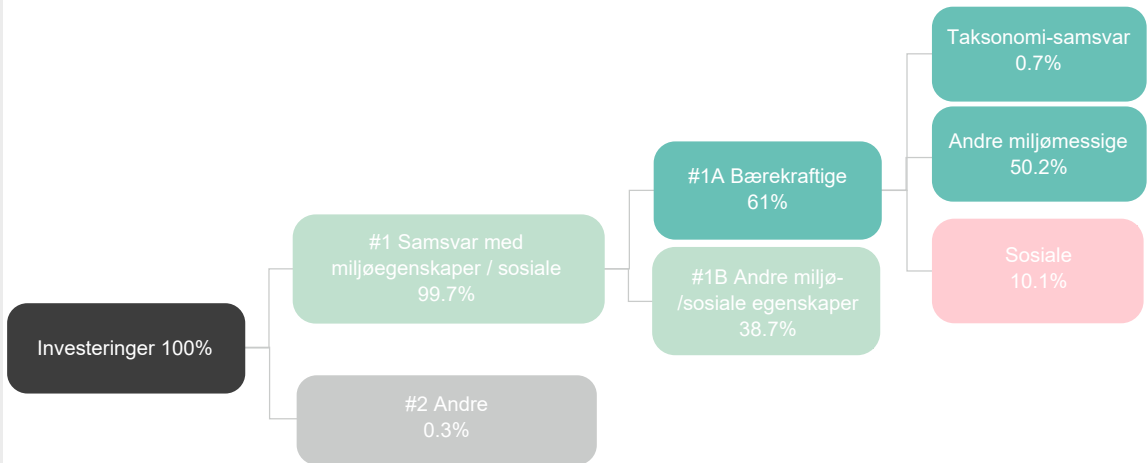 Investeringer 100%
#1 Samsvar med
miljøegenskaper / sosiale
99.7%
#2 Andre
0.3%
#1A Bærekraftige
61%
#1B Andre miljø-
/sosiale egenskaper
38.7%
Taksonomi-samsvar
0.7%
Andre miljømessige
50.2%
Sosiale
10.1%